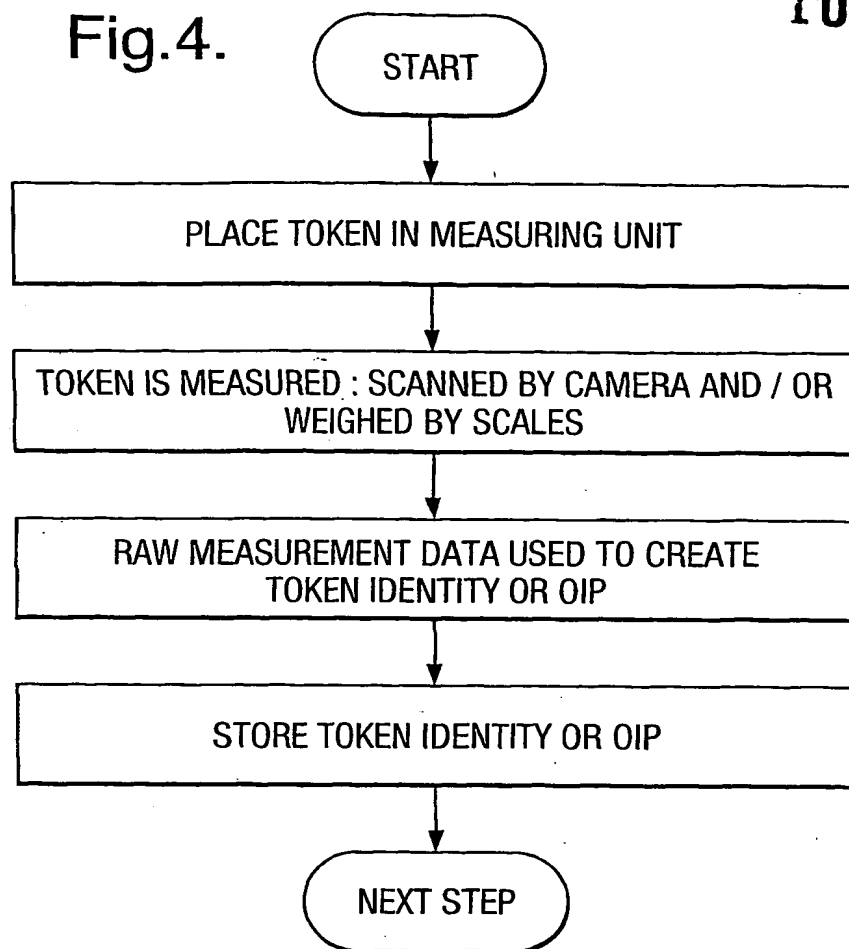 Fig.4.
START
PLACE TOKEN IN MEASURING UNIT
TOKEN IS MEASURED : SCANNED BY CAMERA AND / OR
WEIGHED BY SCALES
RAW MEASUREMENT DATA USED TO CREATE
TOKEN IDENTITY OR OIP
STORE TOKEN IDENTITY OR OIP
NEXT STEP